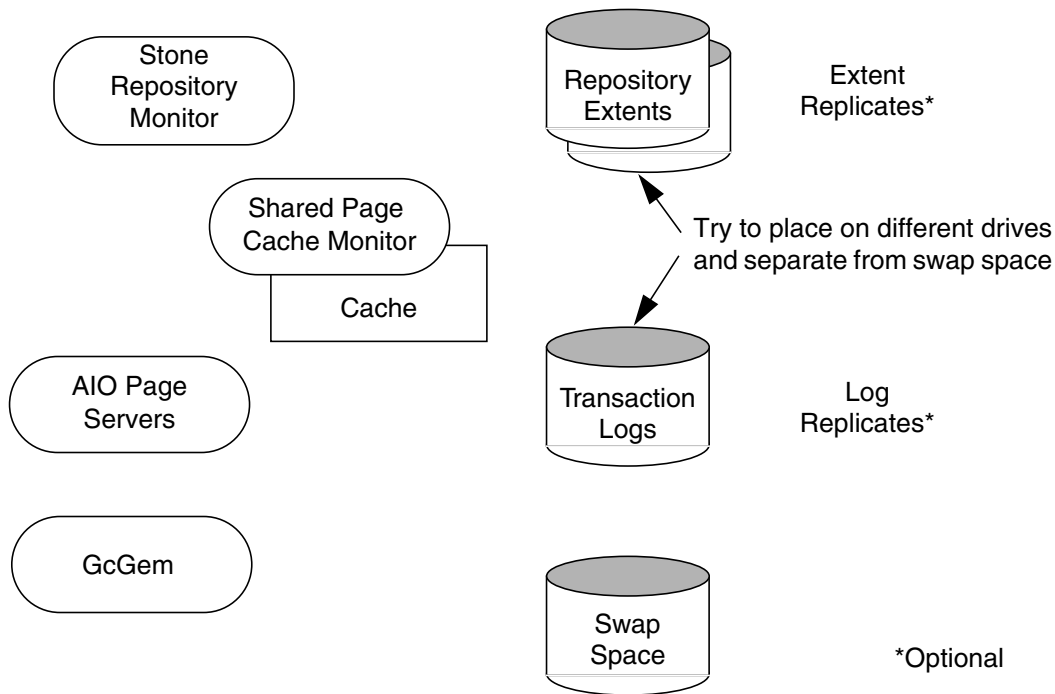 Stone
Repository
Monitor
Repository
Extents
Extent
Replicates*
Shared Page
Cache Monitor
Cache
Try to place on different drives
and separate from swap space
AIO Page
Servers
Transaction
Logs
Log
Replicates*
GcGem
Swap
Space
*Optional